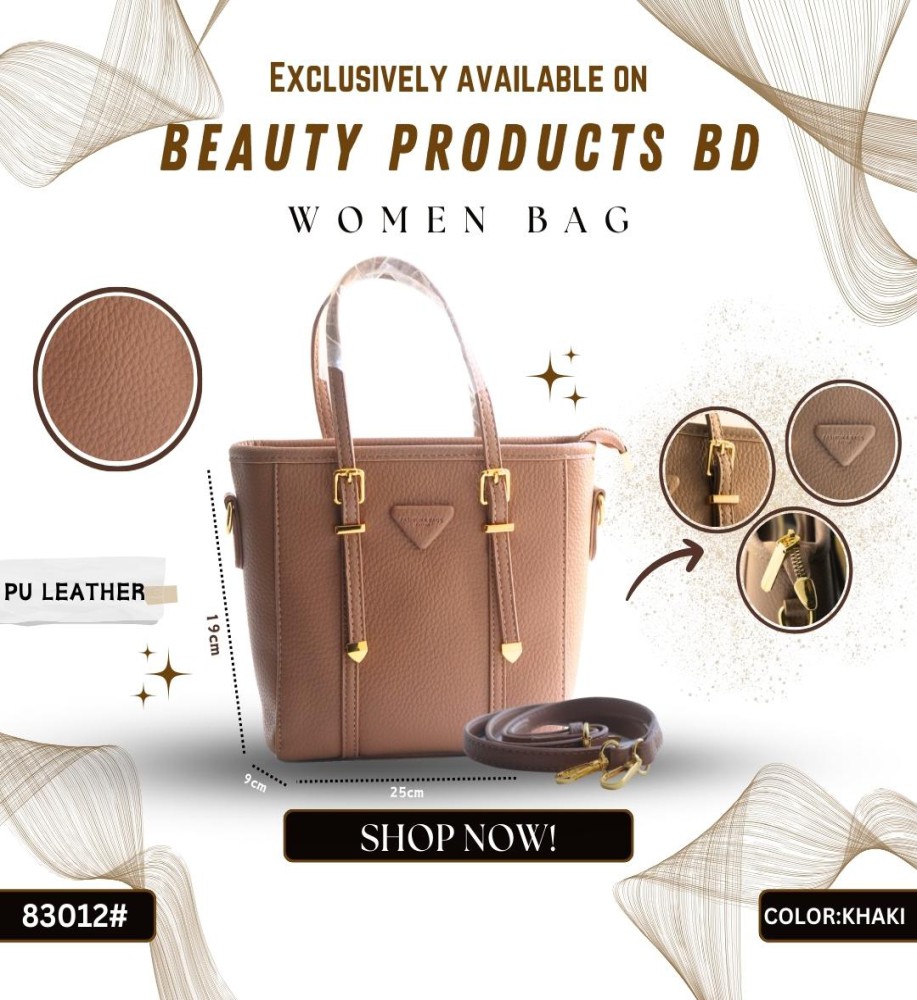 EXCLUSIVELY AVAILABLE ON
BEAUTY PRODUCTS BD
WOMEN BAG
PU LEATHER
19cm
9cm
25cm
SHOP NOW!
83012#
COLOR:KHAKI